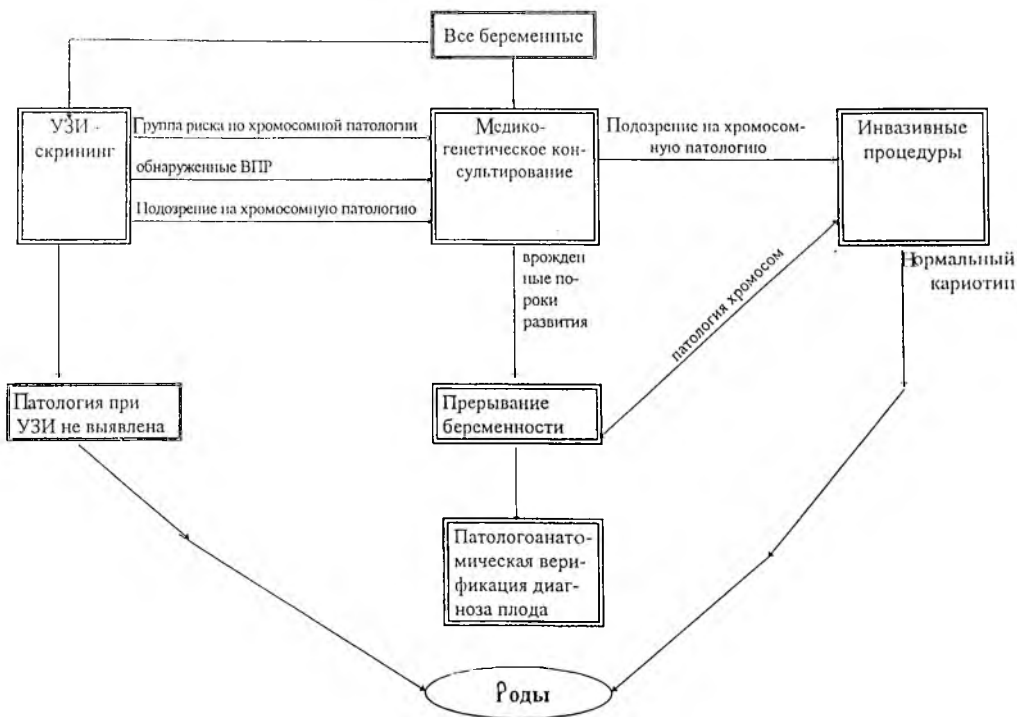 Все беременные
УЗИ -
скрининг
Группа риска по хромосомной патологии
обнаруженные ВПР
Подозрение на хромосомную патологию
Медико-
генетическое кон-
сультирование
Подозрение на хромосом-
ную патологию
Инвазивные
процедуры
врожден
ные по-
роки
развития
патология хромосом
Нормальный
кариотип
Патология при
УЗИ не выявлена
Прерывание
беременности
Патологоанато-
мическая вери-
фикация диаг-
ноза плода
Роды